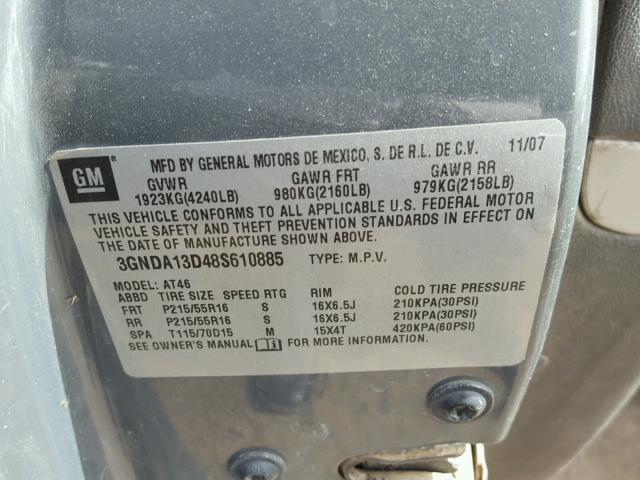 GM
MFD BY GENERAL MOTORS DE MEXICO, S. DE R.L. DE C.V. 11/07
GVWR GAWR FRT GAWR RR
1923KG(4240LB) 980KG(2160LB) 979KG(2158LB)
THIS VEHICLE CONFORMS TO ALL APPLICABLE U.S. FEDERAL MOTOR
VEHICLE SAFETY AND THEFT PREVENTION STANDARDS IN EFFECT ON
THE DATE OF MANUFACTURE SHOWN ABOVE.
3GNDA13D48S610885 TYPE: M.P.V.
MODEL: AT46
ABBD TIRE SIZE SPEED RTG RIM COLD TIRE PRESSURE
FRT P215/55R16 S 16X6.5J 210KPA(30PSI)
RR P215/55R16 S 16X6.5J 210KPA(30PSI)
SPA T115/70D15 M 15X4T 420KPA(60PSI)
SEE OWNER'S MANUAL FOR MORE INFORMATION.